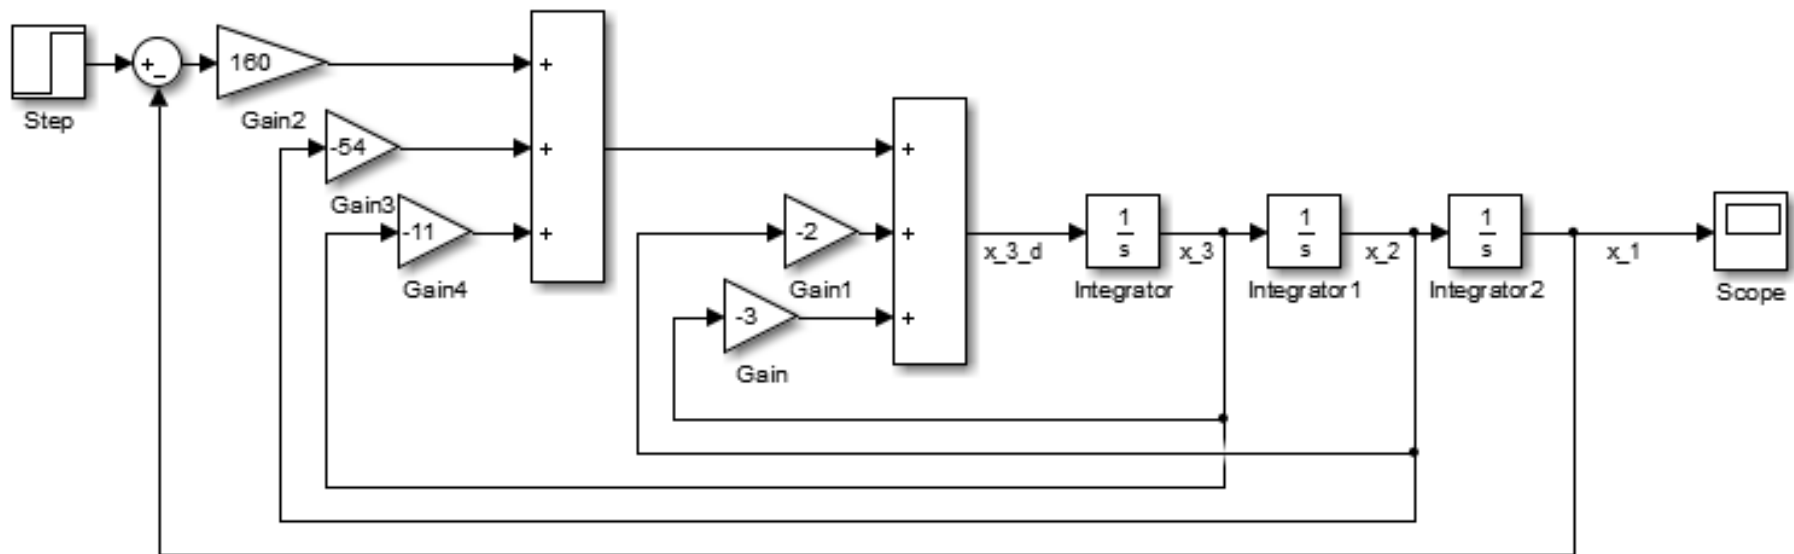 +
-
160
+
Step
Gain2
-54
+
+
Gain3
-11
+
-2
+
x_3_d
1
s
x_3
1
s
x_2
1
s
x_1
Gain4
Gain1
Integrator
Integrator1
Integrator2
Scope
-3
+
Gain